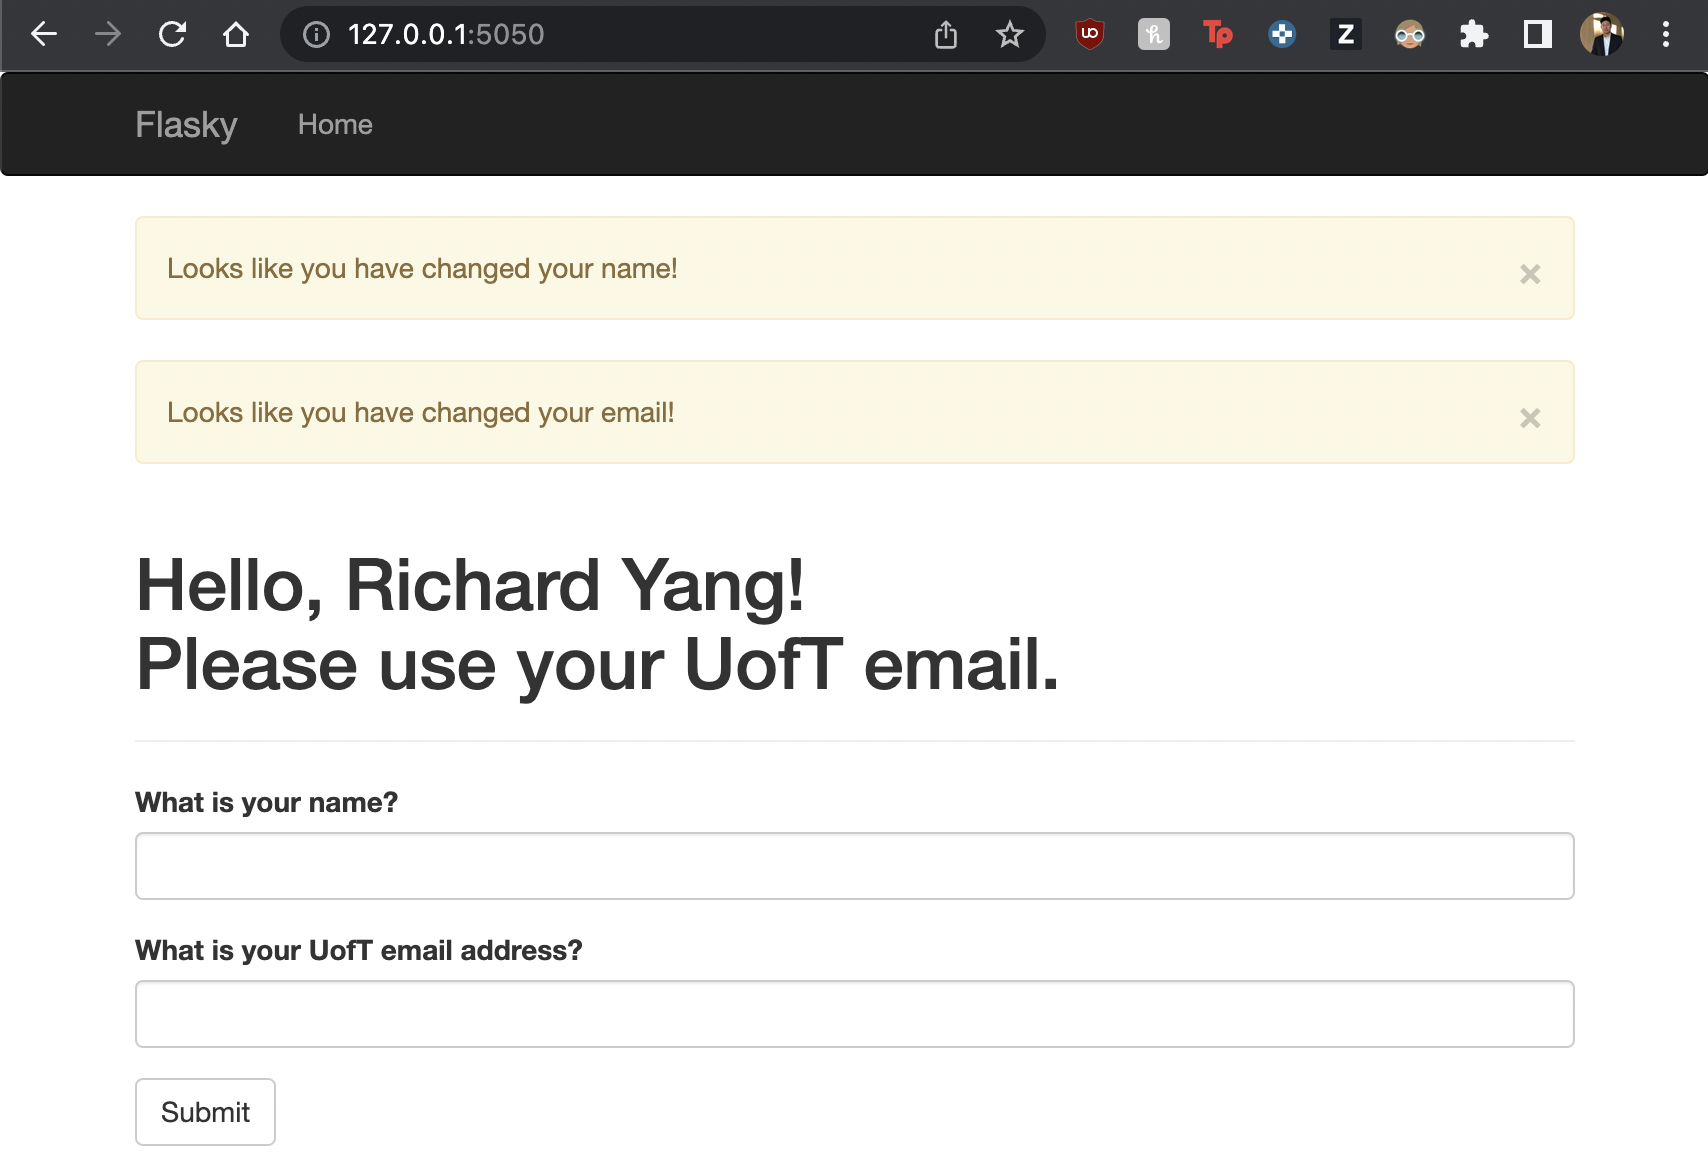 127.0.0.1:5050
Flasky Home
Looks like you have changed your name! ×
Looks like you have changed your email! ×
Hello, Richard Yang!
Please use your UofT email.
What is your name?
What is your UofT email address?
Submit